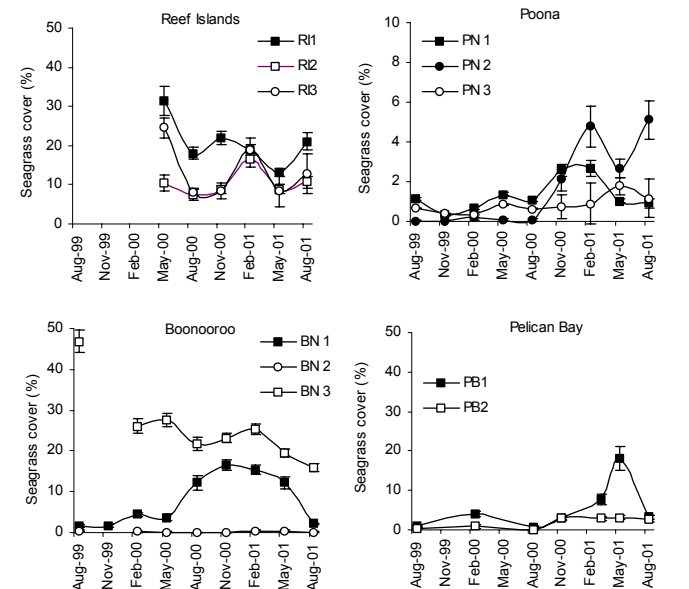 Reef Islands
Seagrass cover (%)
50
40
30
20
10
0
RI1
RI2
RI3
Aug-99
Nov-99
Feb-00
May-00
Aug-00
Nov-00
Feb-01
May-01
Aug-01
Poona
Seagrass cover (%)
10
8
6
4
2
0
PN 1
PN 2
PN 3
Aug-99
Nov-99
Feb-00
May-00
Aug-00
Nov-00
Feb-01
May-01
Aug-01
Boonooroo
Seagrass cover (%)
50
40
30
20
10
0
BN 1
BN 2
BN 3
Aug-99
Nov-99
Feb-00
May-00
Aug-00
Nov-00
Feb-01
May-01
Aug-01
Pelican Bay
Seagrass cover (%)
50
40
30
20
10
0
PB1
PB2
Aug-99
Nov-99
Feb-00
May-00
Aug-00
Nov-00
Feb-01
May-01
Aug-01